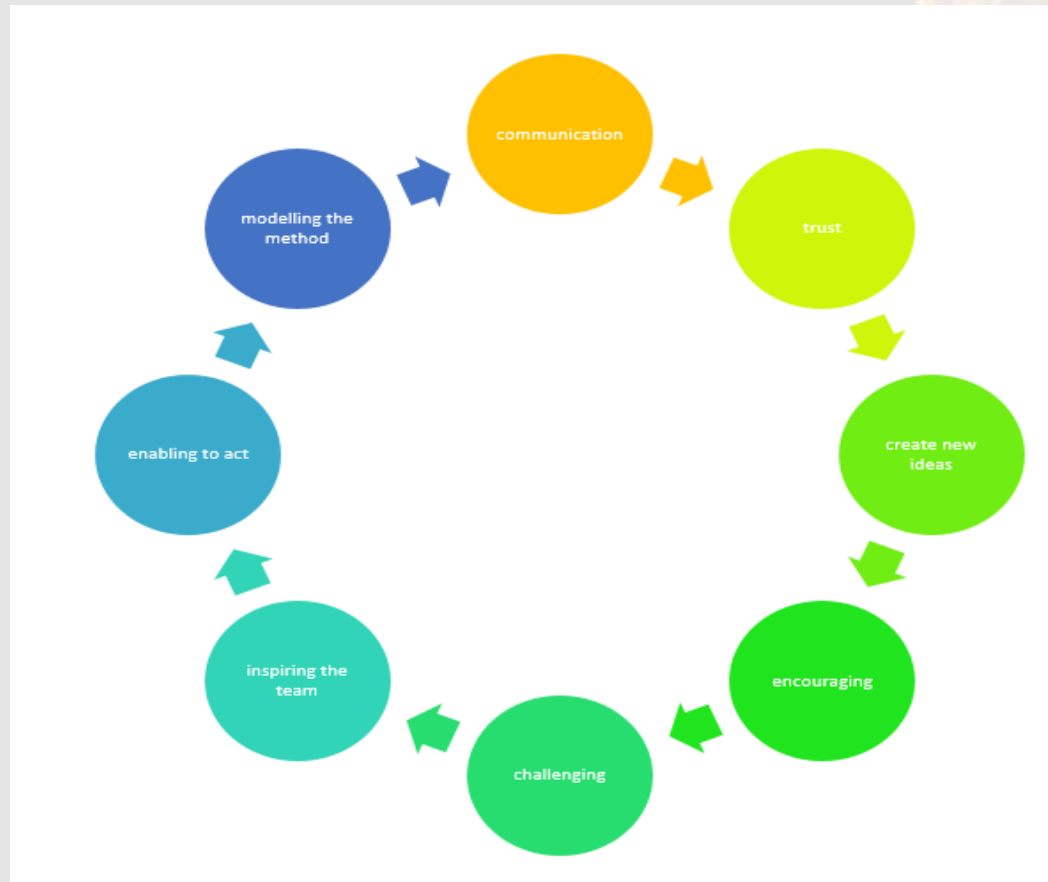 communication
trust
create new
ideas
encouraging
challenging
inspiring the
team
enabling to act
modelling the
method